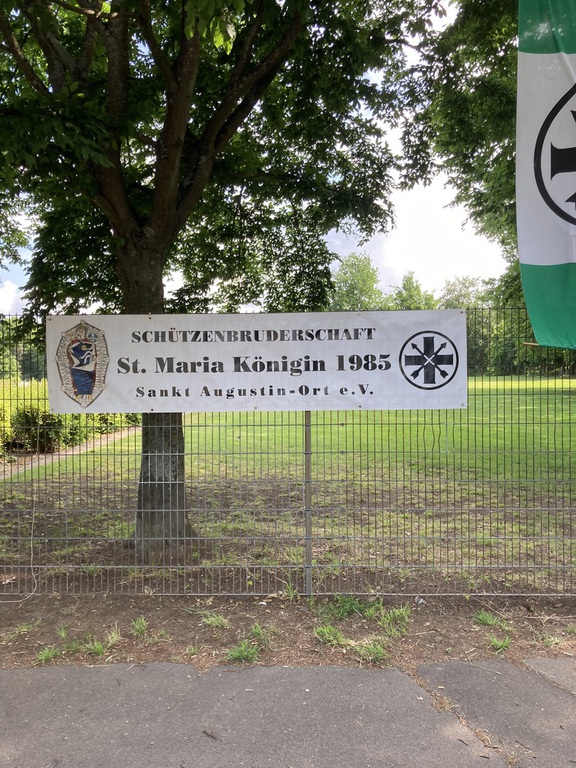 SCHÜTZENBRUDERSCHAFT
St. Maria Königin 1985
Sankt Augustin-Ort e.V.